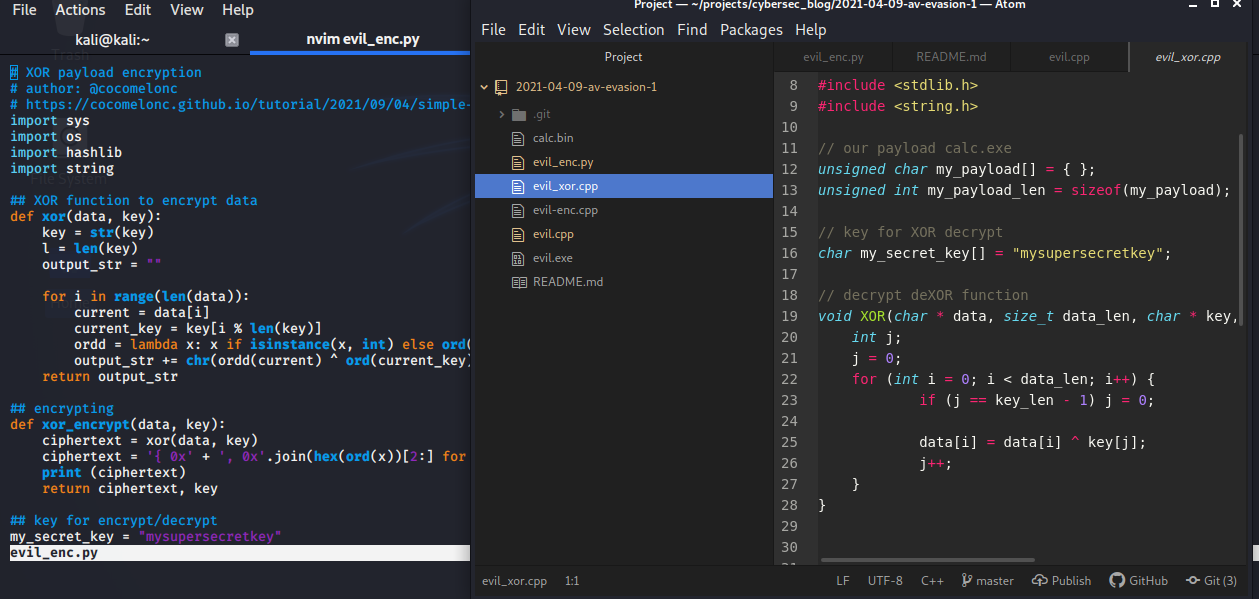 File Actions Edit View Help
kali@kali:~
nvim evil_enc.py
# XOR payload encryption
# author: @cocomelonc
# https://cocomelonc.github.io/tutorial/2021/09/04/simple-
import sys
import os
import hashlib
import string
## XOR function to encrypt data
def xor(data, key):
    key = str(key)
    l = len(key)
    output_str = ""
    for i in range(len(data)):
        current = data[i]
        current_key = key[i % len(key)]
        ordd = lambda x: x if isinstance(x, int) else ord(
        output_str += chr(ordd(current) ^ ord(current_key)
    return output_str
## encrypting
def xor_encrypt(data, key):
    ciphertext = xor(data, key)
    ciphertext = '{ 0x' + ', 0x'.join(hex(ord(x))[2:] for
    print (ciphertext)
    return ciphertext, key
## key for encrypt/decrypt
my_secret_key = "mysupersecretkey"
evil_enc.py
Project — ~/projects/cybersec_blog/2021-04-09-av-evasion-1 — Atom
File Edit View Selection Find Packages Help
Project
2021-04-09-av-evasion-1
.git
calc.bin
evil_enc.py
evil_xor.cpp
evil-enc.cpp
evil.cpp
evil.exe
README.md
evil_enc.py README.md evil.cpp evil_xor.cpp
8 #include <stdlib.h>
9 #include <string.h>
10
11 // our payload calc.exe
12 unsigned char my_payload[] = { };
13 unsigned int my_payload_len = sizeof(my_payload);
14
15 // key for XOR decrypt
16 char my_secret_key[] = "mysupersecretkey";
17
18 // decrypt deXOR function
19 void XOR(char * data, size_t data_len, char * key,
20     int j;
21     j = 0;
22     for (int i = 0; i < data_len; i++) {
23             if (j == key_len - 1) j = 0;
24
25             data[i] = data[i] ^ key[j];
26             j++;
27     }
28 }
29
30
evil_xor.cpp 1:1
LF UTF-8 C++ master Publish GitHub Git (3)